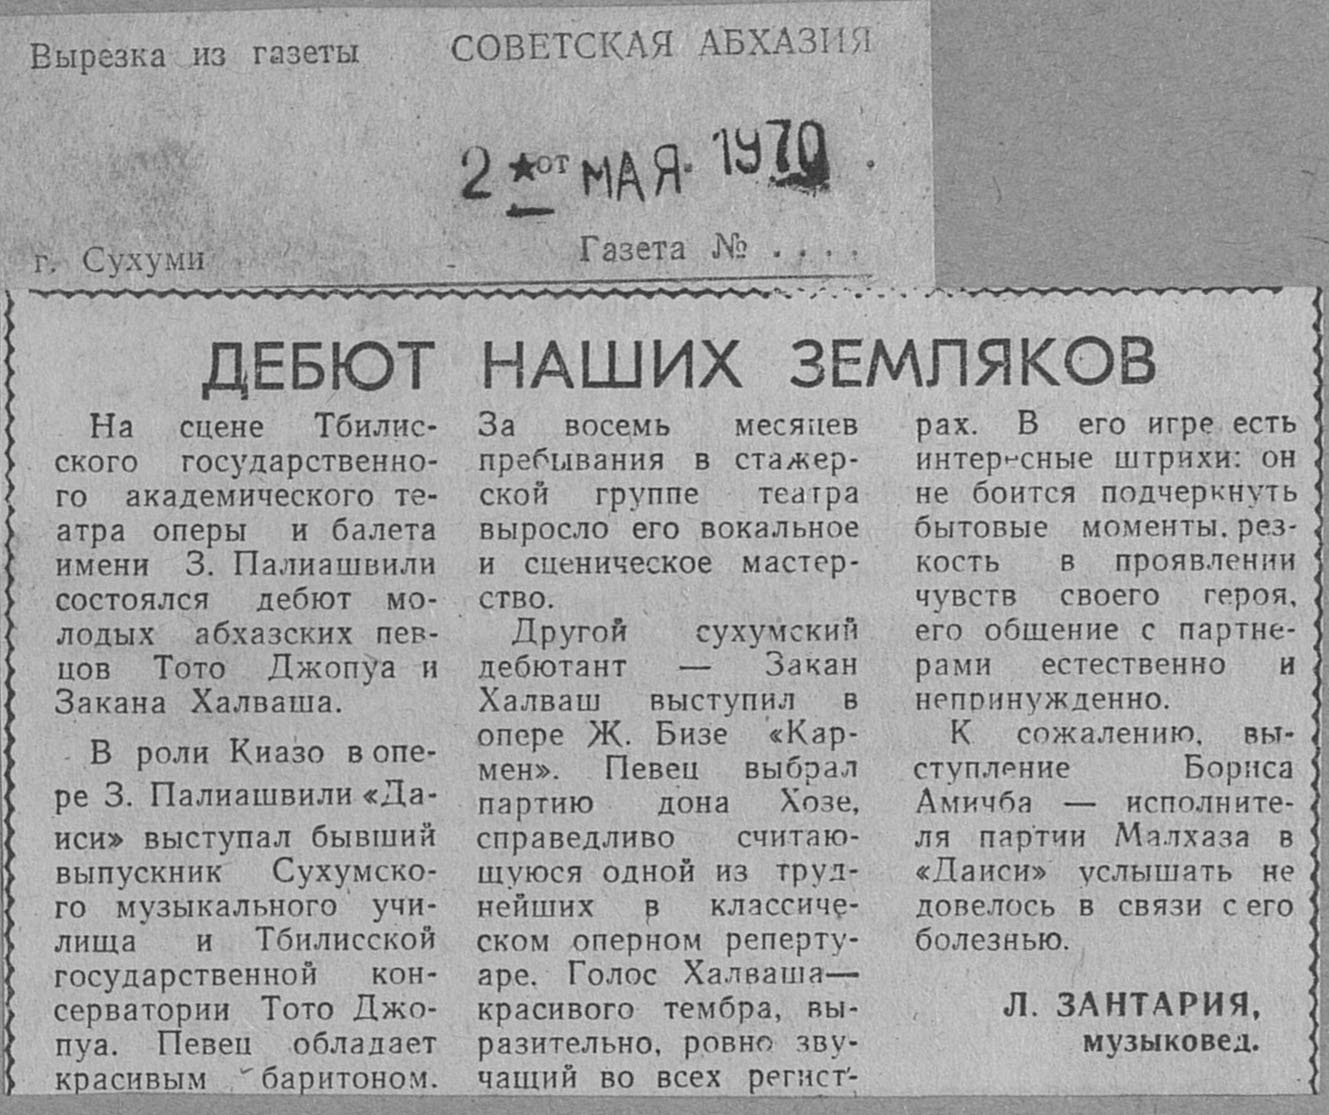 Вырезка из газеты СОВЕТСКАЯ АБХАЗИЯ
2 ★ от МАЯ 1970 .
г. Сухуми - Газета № . . . .
ДЕБЮТ НАШИХ ЗЕМЛЯКОВ
На сцене Тбилис-
ского государственно-
го академического те-
атра оперы и балета
имени З. Палиашвили
состоялся дебют мо-
лодых абхазских пев-
цов Тото Джопуа и
Закана Халваша.
В роли Киазо в опе-
ре З. Палиашвили «Да-
иси» выступал бывший
выпускник Сухумско-
го музыкального учи-
лища и Тбилисской
государственной кон-
серватории Тото Джо-
пуа. Певец обладает
красивым баритоном.
За восемь месяцев
пребывания в стажер-
ской группе театра
выросло его вокальное
и сценическое мастер-
ство.
Другой сухумский
дебютант — Закан
Халваш выступил в
опере Ж. Бизе «Кар-
мен». Певец выбрал
партию дона Хозе,
справедливо считаю-
щуюся одной из труд-
нейших в классиче-
ском оперном реперту-
аре. Голос Халваша—
красивого тембра, вы-
разительно, ровно зву-
чащий во всех регист-
рах. В его игре есть
интересные штрихи: он
не боится подчеркнуть
бытовые моменты, рез-
кость в проявлении
чувств своего героя,
его общение с партне-
рами естественно и
непринужденно.
К сожалению, вы-
ступление Бориса
Амичба — исполните-
ля партии Малхаза в
«Даиси» услышать не
довелось в связи с его
болезнью.
Л. ЗАНТАРИЯ,
музыковед.